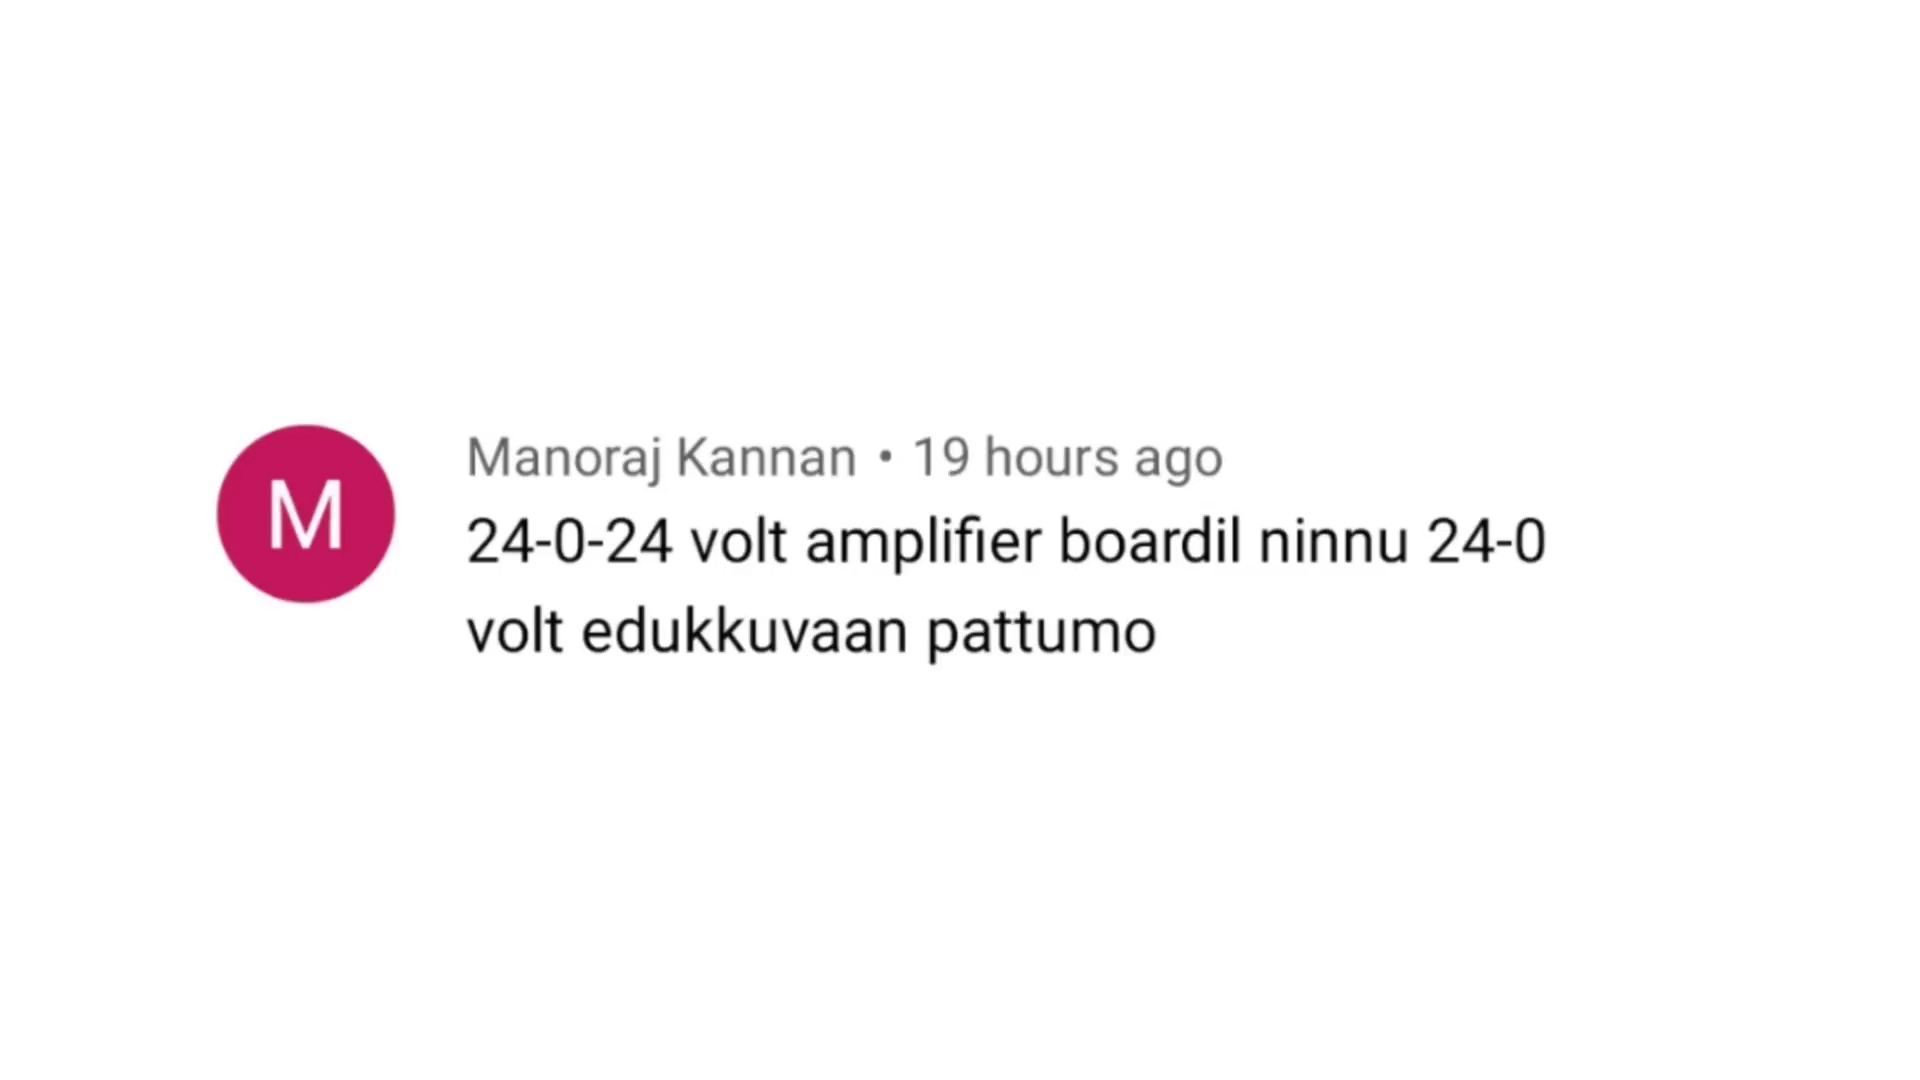 M
Manoraj Kannan • 19 hours ago
24-0-24 volt amplifier boardil ninnu 24-0
volt edukkuvaan pattumo